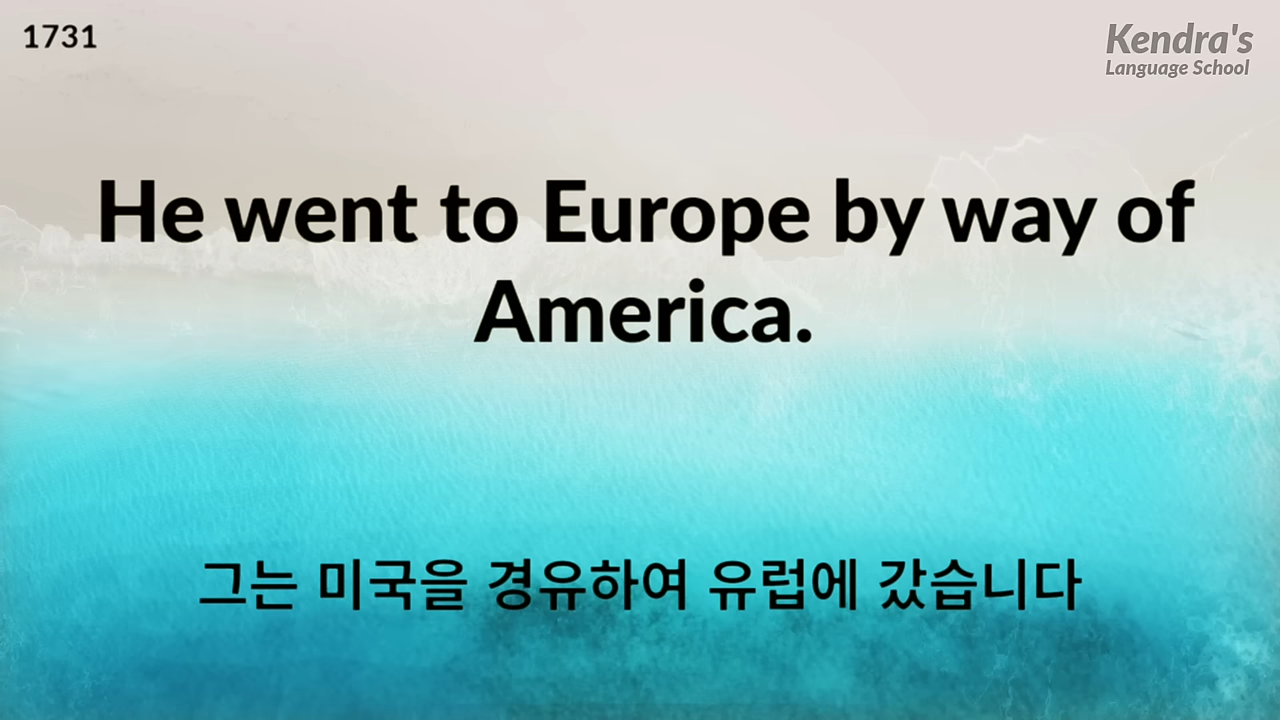 1731
Kendra's
Language School
He went to Europe by way of
America.
그는 미국을 경유하여 유럽에 갔습니다